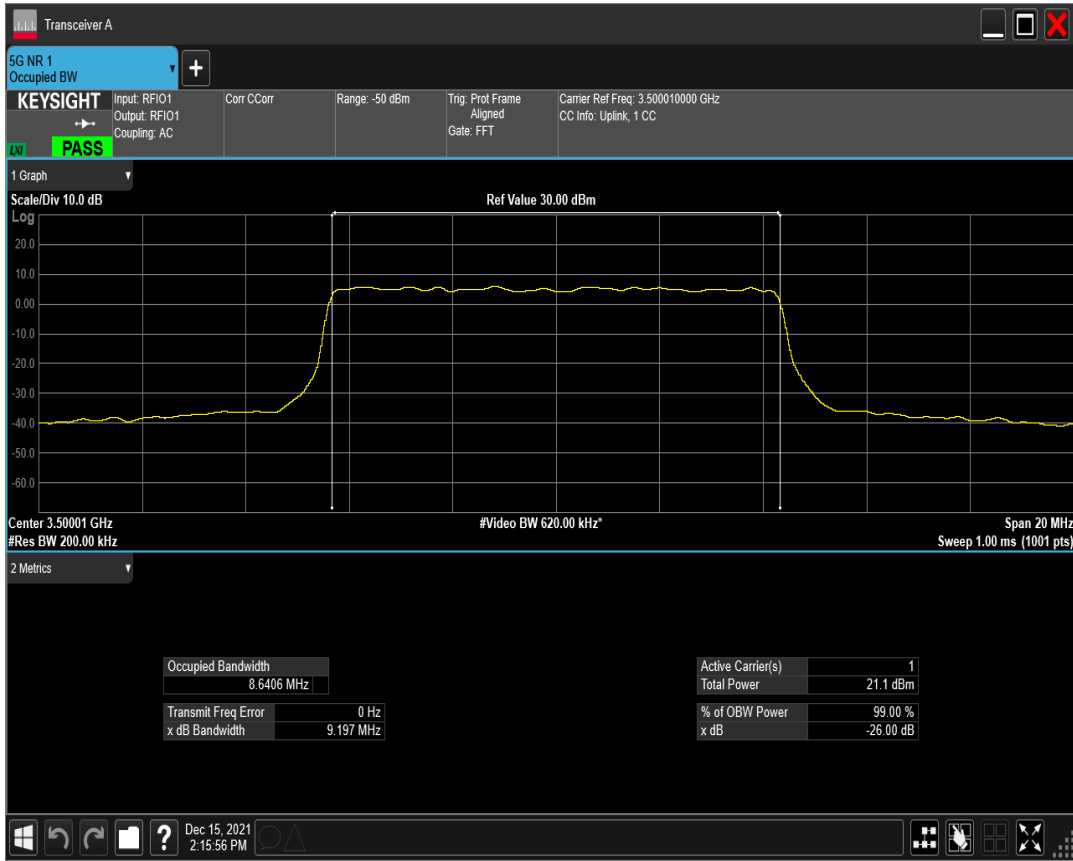 Transceiver A
5G NR 1
Occupied BW
KEYSIGHT
Input: RFIO1
Output: RFIO1
Coupling: AC
Corr CCorr
Range: -50 dBm
Trig: Prot Frame
Aligned
Gate: FFT
Carrier Ref Freq: 3.500010000 GHz
CC Info: Uplink, 1 CC
LXI
PASS
1 Graph
Scale/Div 10.0 dB
Ref Value 30.00 dBm
Log
20.0
10.0
0.00
-10.0
-20.0
-30.0
-40.0
-50.0
-60.0
Center 3.50001 GHz
#Video BW 620.00 kHz*
Span 20 MHz
#Res BW 200.00 kHz
Sweep 1.00 ms (1001 pts)
2 Metrics
Occupied Bandwidth
8.6406 MHz
Transmit Freq Error 0 Hz
x dB Bandwidth 9.197 MHz
Active Carrier(s) 1
Total Power 21.1 dBm
% of OBW Power 99.00 %
x dB -26.00 dB
?
Dec 15, 2021
2:15:56 PM